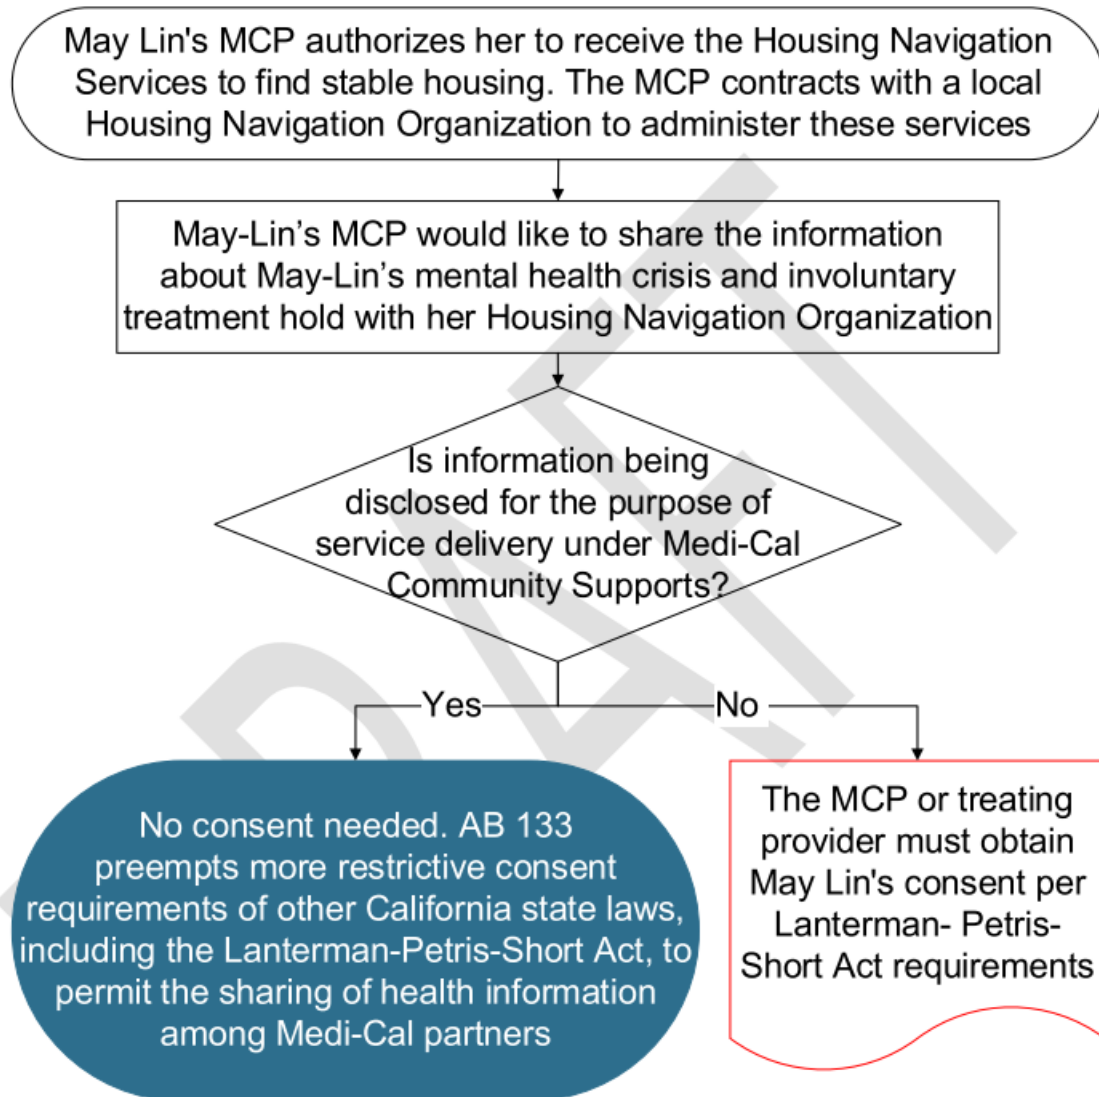 May Lin's MCP authorizes her to receive the Housing Navigation
Services to find stable housing. The MCP contracts with a local
Housing Navigation Organization to administer these services
May-Lin’s MCP would like to share the information
about May-Lin’s mental health crisis and involuntary
treatment hold with her Housing Navigation Organization
Is information being
disclosed for the purpose of
service delivery under Medi-Cal
Community Supports?
Yes
No
No consent needed. AB 133
preempts more restrictive consent
requirements of other California state laws,
including the Lanterman-Petris-Short Act, to
permit the sharing of health information
among Medi-Cal partners
The MCP or treating
provider must obtain
May Lin's consent per
Lanterman- Petris-
Short Act requirements
DRAFT